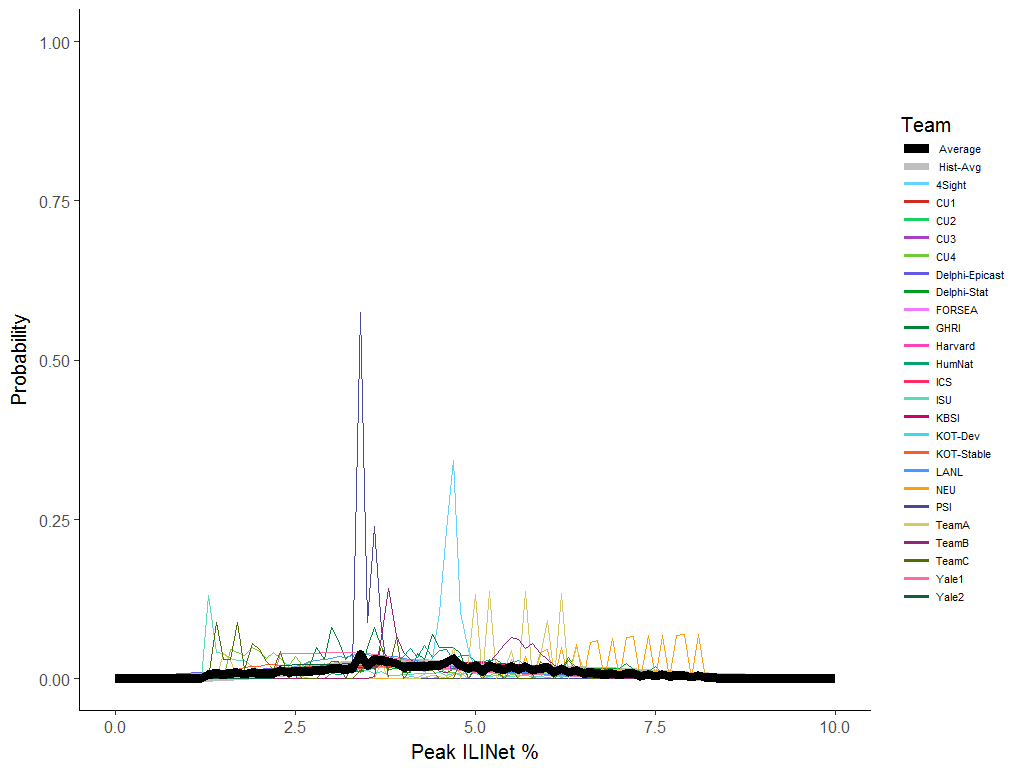 1.00
0.75
0.50
0.25
0.00
Probability
0.0 2.5 5.0 7.5 10.0
Peak ILINet %
Team
Average
Hist-Avg
4Sight
CU1
CU2
CU3
CU4
Delphi-Epicast
Delphi-Stat
FORSEA
GHRI
Harvard
HumNat
ICS
ISU
KBSI
KOT-Dev
KOT-Stable
LANL
NEU
PSI
TeamA
TeamB
TeamC
Yale1
Yale2